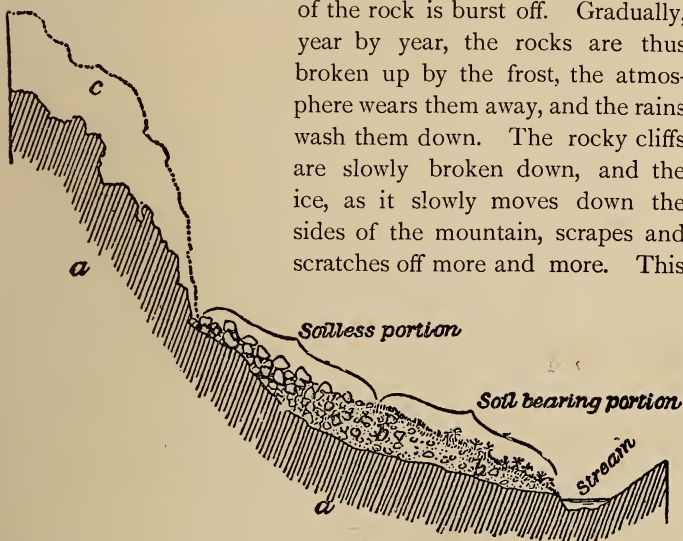 of the rock is burst off. Gradually,
year by year, the rocks are thus
broken up by the frost, the atmos-
phere wears them away, and the rains
wash them down. The rocky cliffs
are slowly broken down, and the
ice, as it slowly moves down the
sides of the mountain, scrapes and
scratches off more and more. This
c
a
Soilless portion
Soil bearing portion
b
b
Stream
a